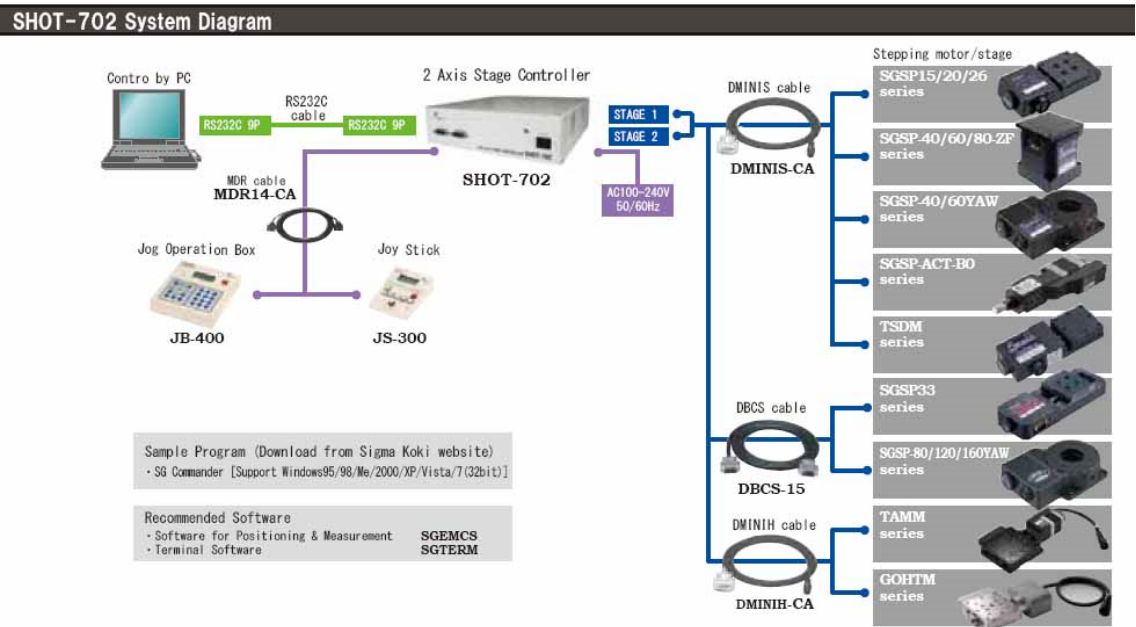 SHOT-702 System Diagram
Contro by PC
RS232C 9P
RS232C
cable
RS232C 9P
2 Axis Stage Controller
SHOT-702
STAGE 1
STAGE 2
AC100-240V
50/60Hz
MDR cable
MDR14-CA
Jog Operation Box
JB-400
Joy Stick
JS-300
DMINIS cable
DMINIS-CA
DBCS cable
DBCS-15
DMINIH cable
DMINIH-CA
Stepping motor/stage
SGSP15/20/26
series
SGSP-40/60/80-ZF
series
SGSP-40/60YAW
series
SGSP-ACT-B0
series
TSDM
series
SGSP33
series
SGSP-80/120/160YAW
series
TAMM
series
GOHTM
series
Sample Program (Download from Sigma Koki website)
・SG Commander [Support Windows95/98/Me/2000/XP/Vista/7(32bit)]
Recommended Software
・Software for Positioning & Measurement SGEMCS
・Terminal Software SGTERM